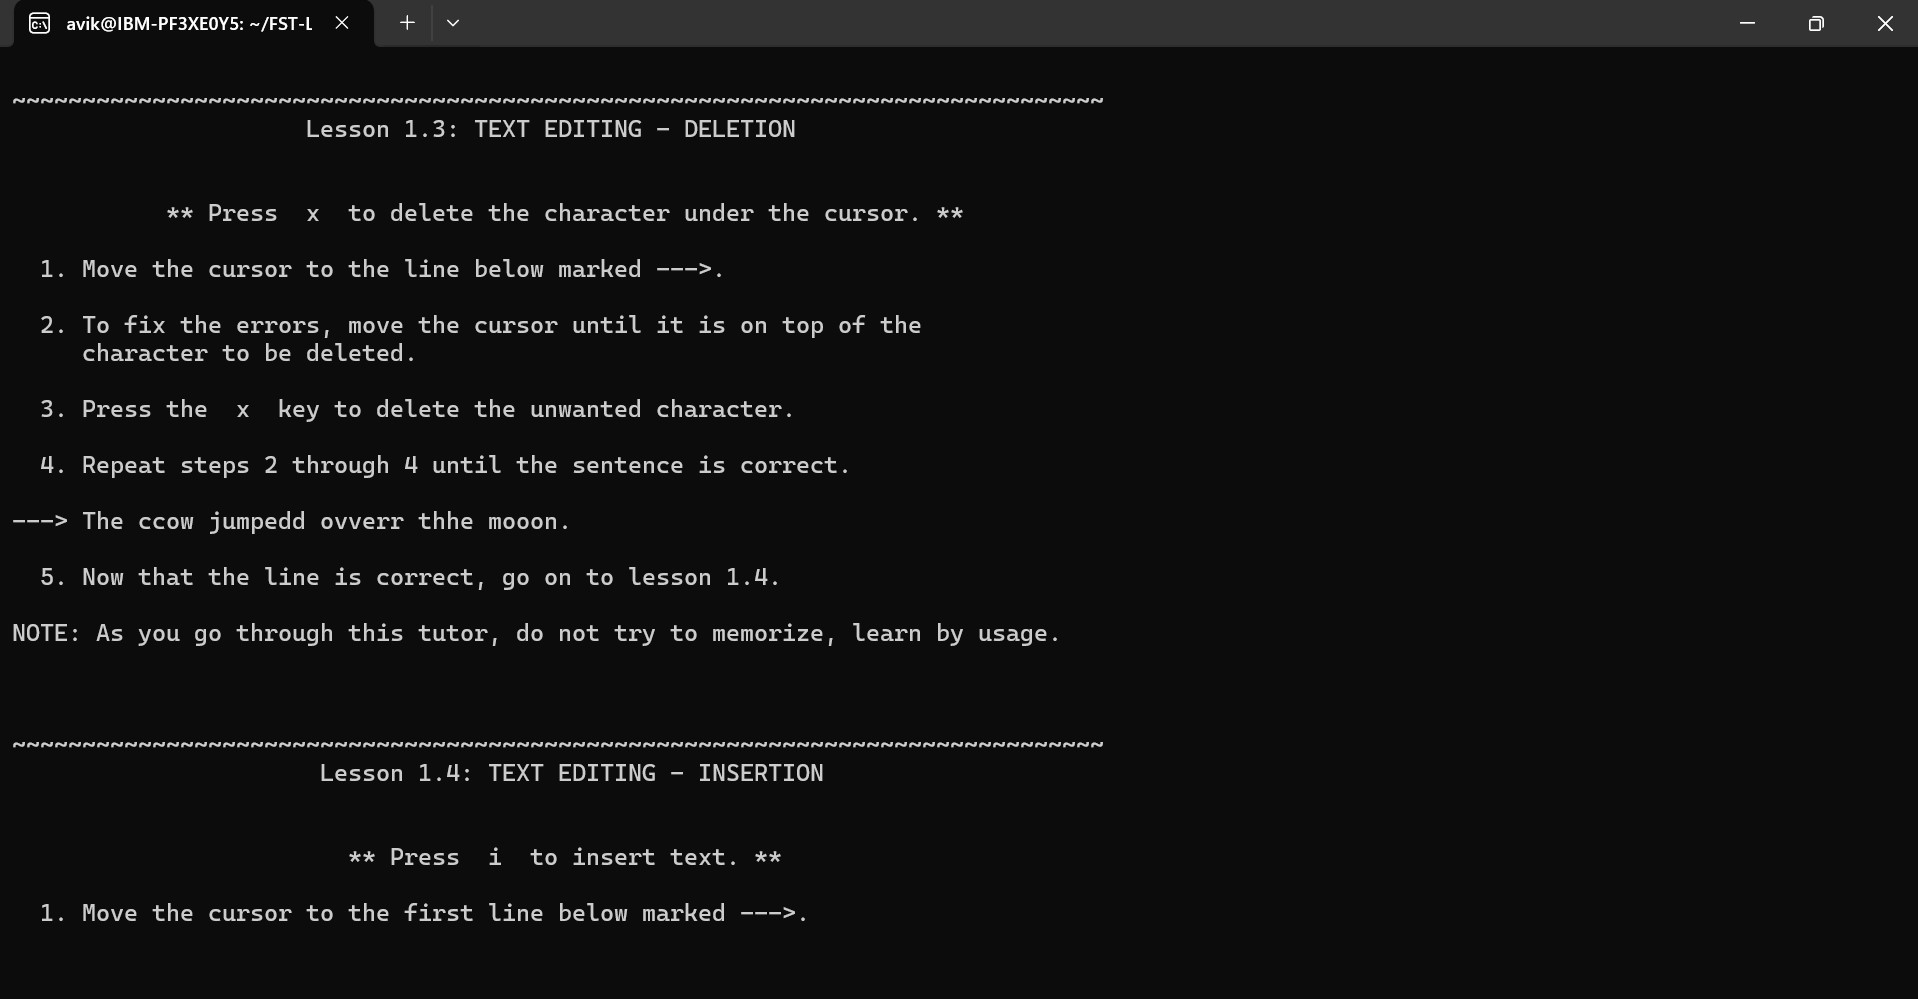 avik@IBM-PF3XE0Y5: ~/FST-L
~~~~~~~~~~~~~~~~~~~~~~~~~~~~~~~~~~~~~~~~~~~~~~~~~~~~~~~~~~~~~~~~~~~~~~~~~~~~~~
Lesson 1.3: TEXT EDITING - DELETION
** Press  x  to delete the character under the cursor. **
1. Move the cursor to the line below marked --->.
2. To fix the errors, move the cursor until it is on top of the
character to be deleted.
3. Press the  x  key to delete the unwanted character.
4. Repeat steps 2 through 4 until the sentence is correct.
---> The ccow jumpedd ovverr thhe mooon.
5. Now that the line is correct, go on to lesson 1.4.
NOTE: As you go through this tutor, do not try to memorize, learn by usage.
~~~~~~~~~~~~~~~~~~~~~~~~~~~~~~~~~~~~~~~~~~~~~~~~~~~~~~~~~~~~~~~~~~~~~~~~~~~~~~
Lesson 1.4: TEXT EDITING - INSERTION
** Press  i  to insert text. **
1. Move the cursor to the first line below marked --->.